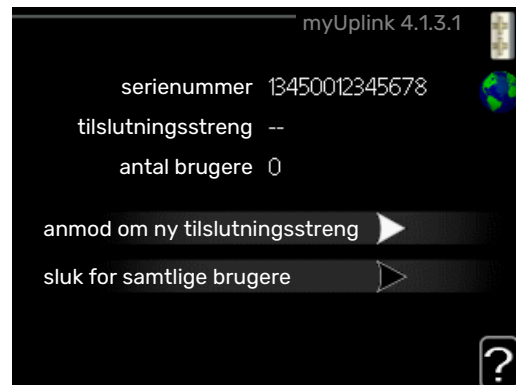 myUplink 4.1.3.1
serienummer 13450012345678
tilslutningsstreng --
antal brugere 0
anmod om ny tilslutningsstreng
sluk for samtlige brugere
?